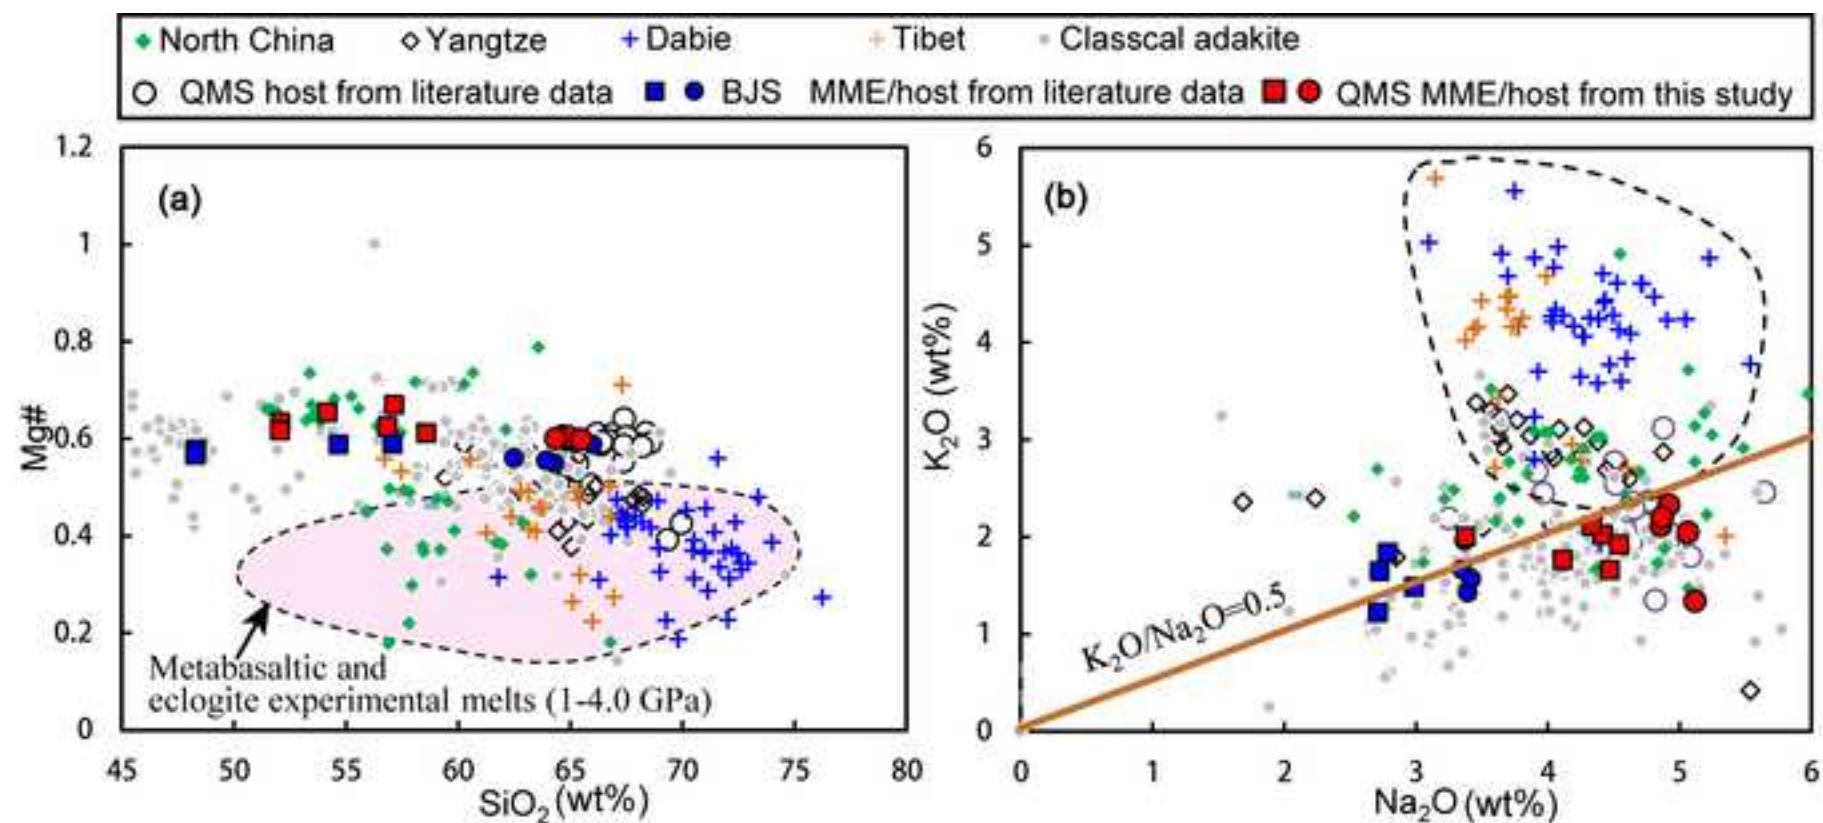 North China Yangtze Dabie Tibet Classcal adakite
QMS host from literature data BJS MME/host from literature data QMS MME/host from this study
(a)
Mg#
1.2
1
0.8
0.6
0.4
0.2
0
Metabasaltic and
eclogite experimental melts (1-4.0 GPa)
45 50 55 60 65 70 75 80
SiO₂ (wt%)
(b)
K₂O (wt%)
6
5
4
3
2
1
0
K₂O/Na₂O=0.5
0 1 2 3 4 5 6
Na₂O (wt%)